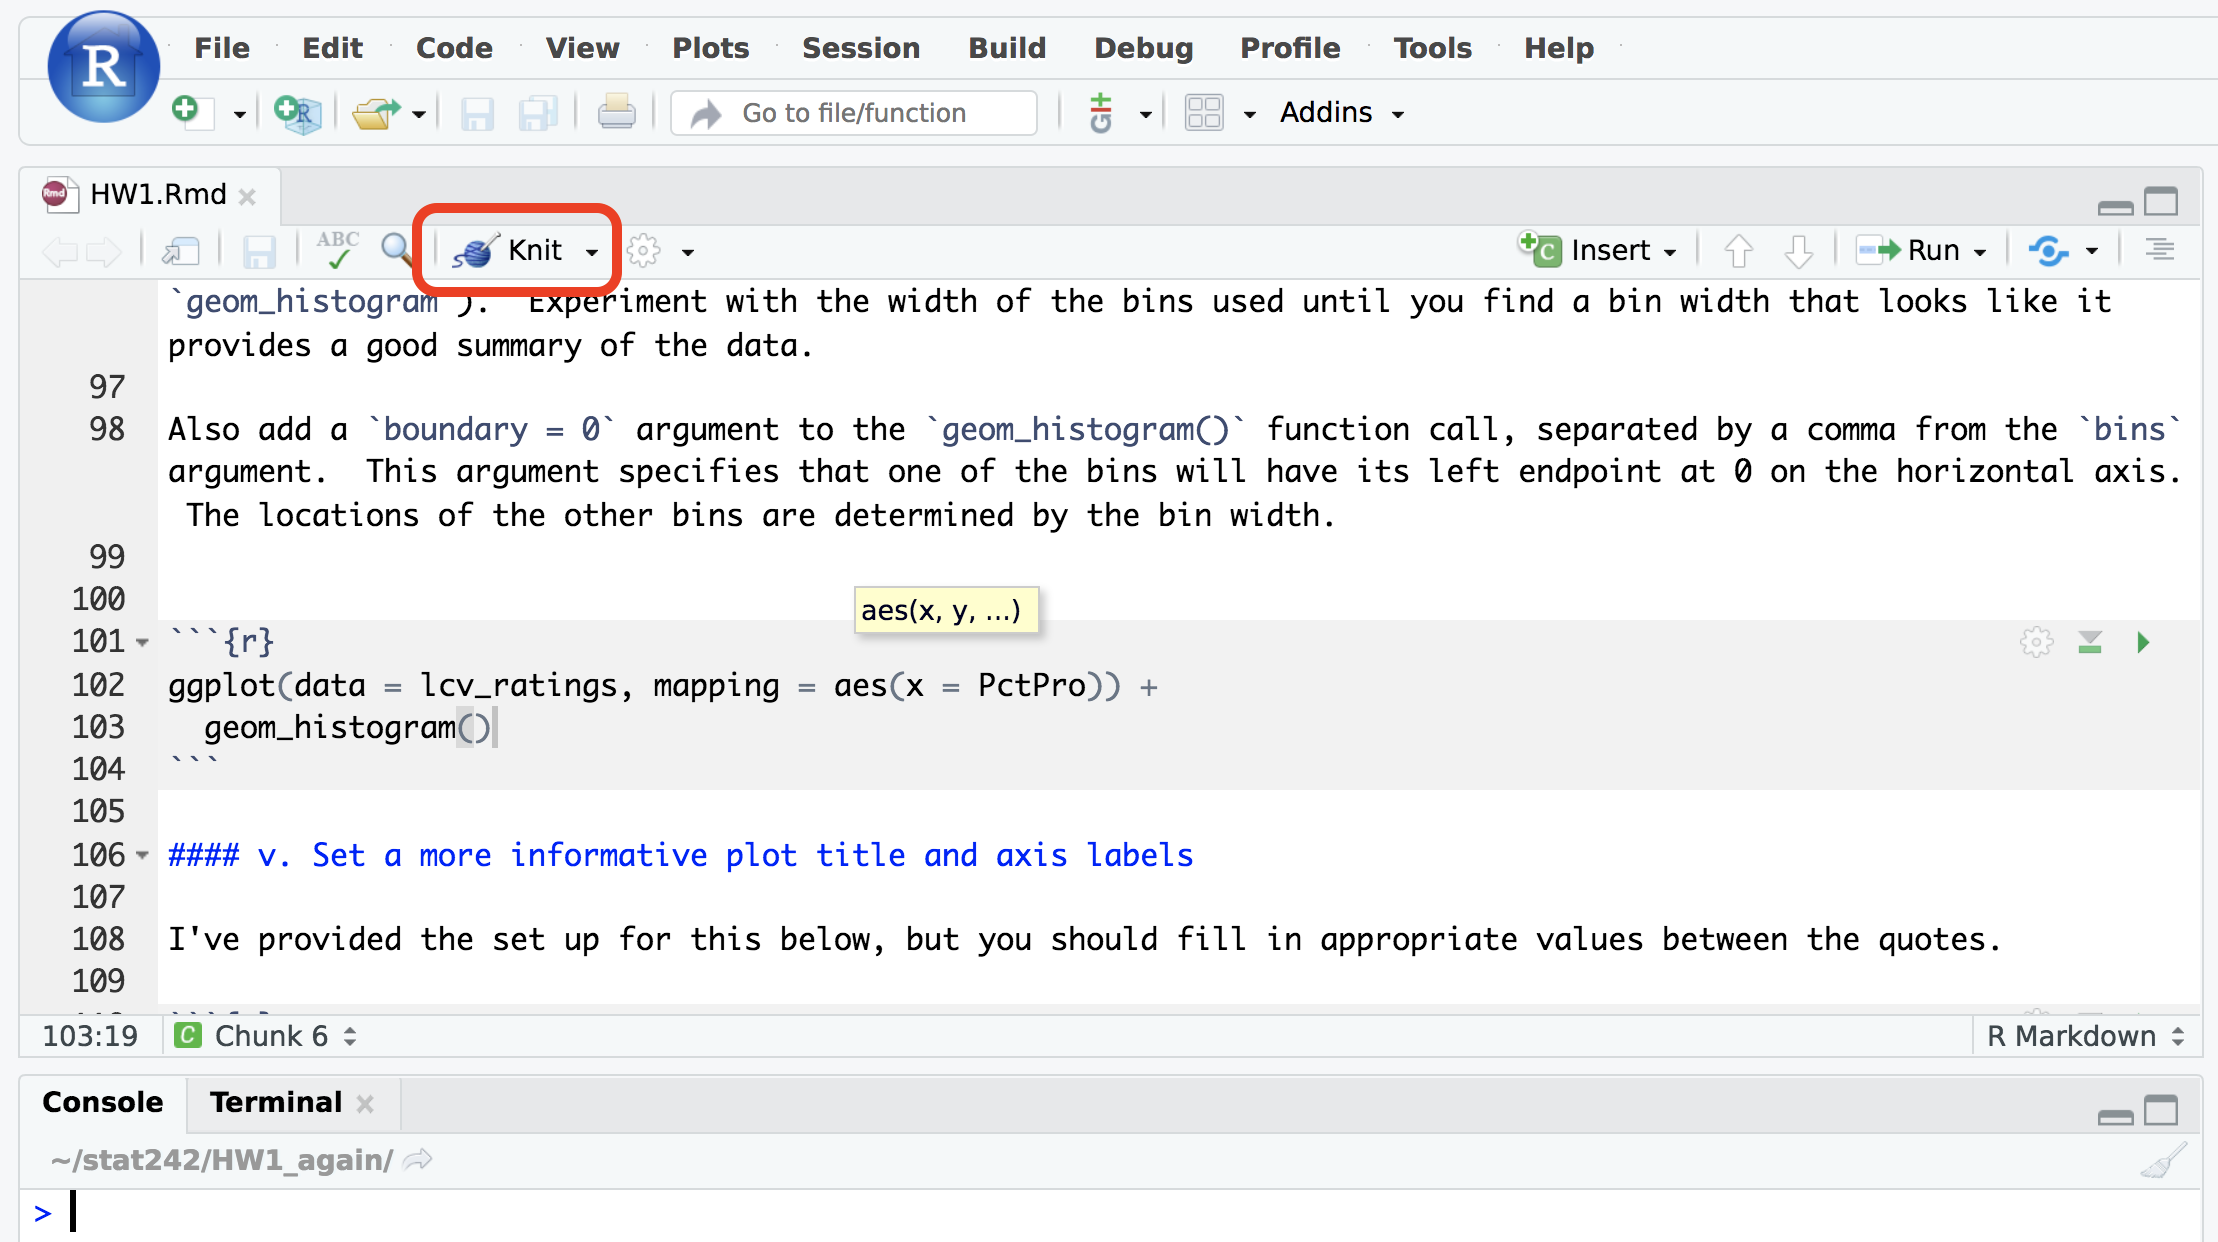 R File Edit Code View Plots Session Build Debug Profile Tools Help
R Go to file/function Git Addins
Rmd HW1.Rmd
ABC Knit C Insert Run
`geom_histogram`). Experiment with the width of the bins used until you find a bin width that looks like it
provides a good summary of the data.
97
98 Also add a `boundary = 0` argument to the `geom_histogram()` function call, separated by a comma from the `bins`
argument.  This argument specifies that one of the bins will have its left endpoint at 0 on the horizontal axis.
The locations of the other bins are determined by the bin width.
99
100
aes(x, y, ...)
101 ```{r}
102 ggplot(data = lcv_ratings, mapping = aes(x = PctPro)) +
103 geom_histogram()
104 ```
105
106 #### v. Set a more informative plot title and axis labels
107
108 I've provided the set up for this below, but you should fill in appropriate values between the quotes.
109
103:19 C Chunk 6 R Markdown
Console Terminal
~/stat242/HW1_again/
>